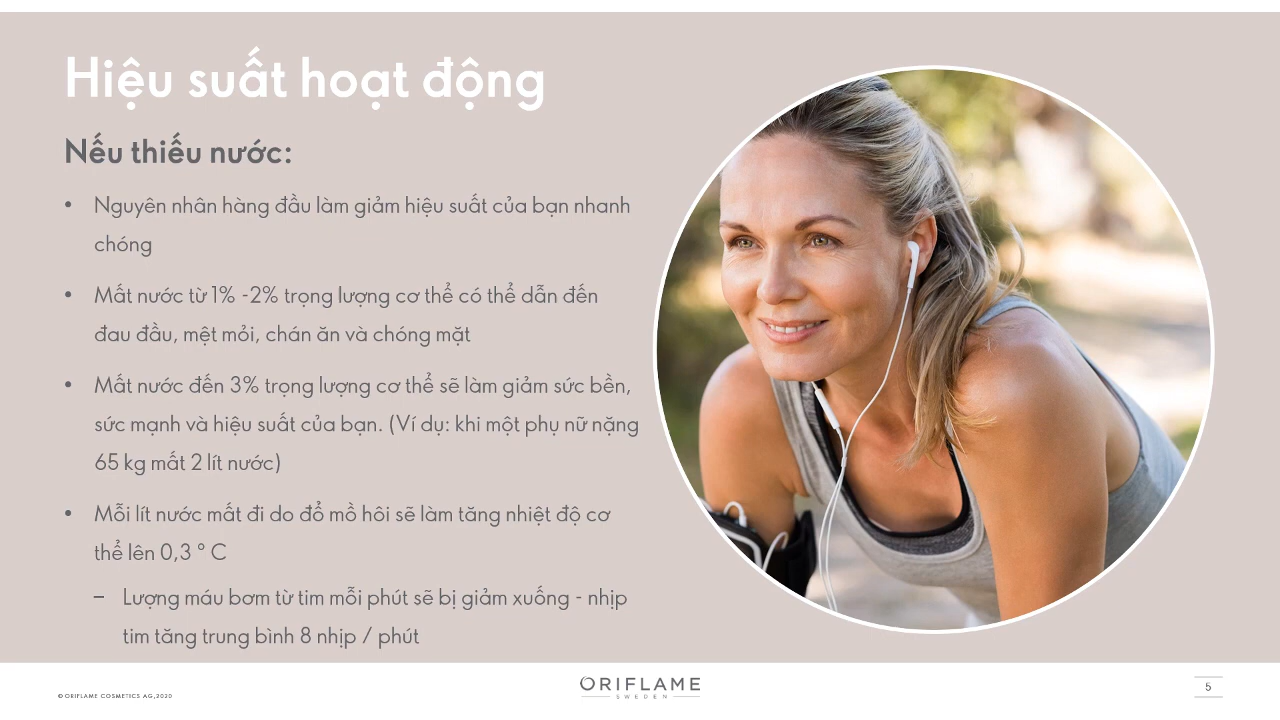 Hiệu suất hoạt động
Nếu thiếu nước:
• Nguyên nhân hàng đầu làm giảm hiệu suất của bạn nhanh
chóng
• Mất nước từ 1% -2% trọng lượng cơ thể có thể dẫn đến
đau đầu, mệt mỏi, chán ăn và chóng mặt
• Mất nước đến 3% trọng lượng cơ thể sẽ làm giảm sức bền,
sức mạnh và hiệu suất của bạn. (Ví dụ: khi một phụ nữ nặng
65 kg mất 2 lít nước)
• Mỗi lít nước mất đi do đổ mồ hôi sẽ làm tăng nhiệt độ cơ
thể lên 0,3 ° C
– Lượng máu bơm từ tim mỗi phút sẽ bị giảm xuống - nhịp
tim tăng trung bình 8 nhịp / phút
© ORIFLAME COSMETICS AG,2020
ORIFLAME
SWEDEN
5